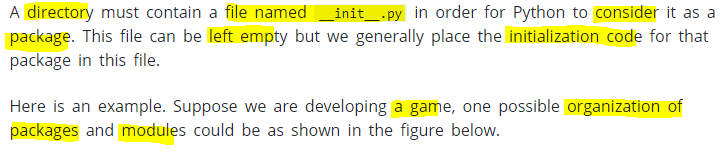 A directory must contain a file named __init__.py in order for Python to consider it as a
package. This file can be left empty but we generally place the initialization code for that
package in this file.
Here is an example. Suppose we are developing a game, one possible organization of
packages and modules could be as shown in the figure below.